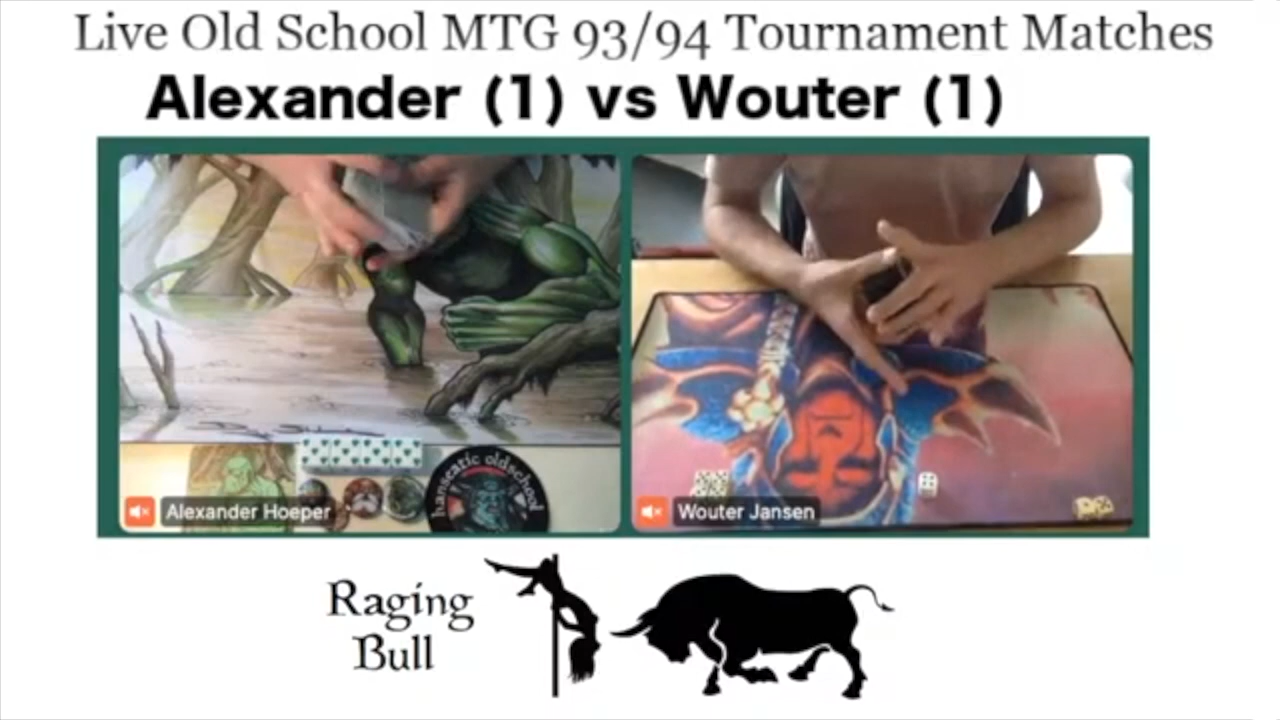 Live Old School MTG 93/94 Tournament Matches
Alexander (1) vs Wouter (1)
hanseatic oldschool
Alexander Hoeper
Wouter Jansen
Raging
Bull